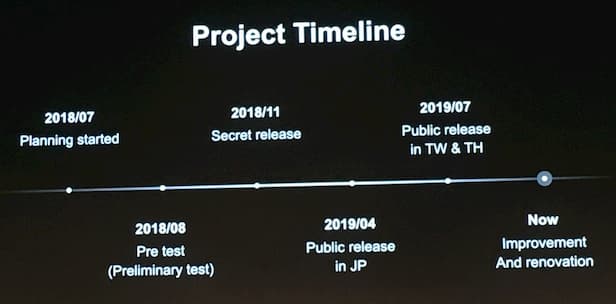 Project Timeline
2018/07
Planning started
2018/08
Pre test
(Preliminary test)
2018/11
Secret release
2019/04
Public release
in JP
2019/07
Public release
in TW & TH
Now
Improvement
And renovation